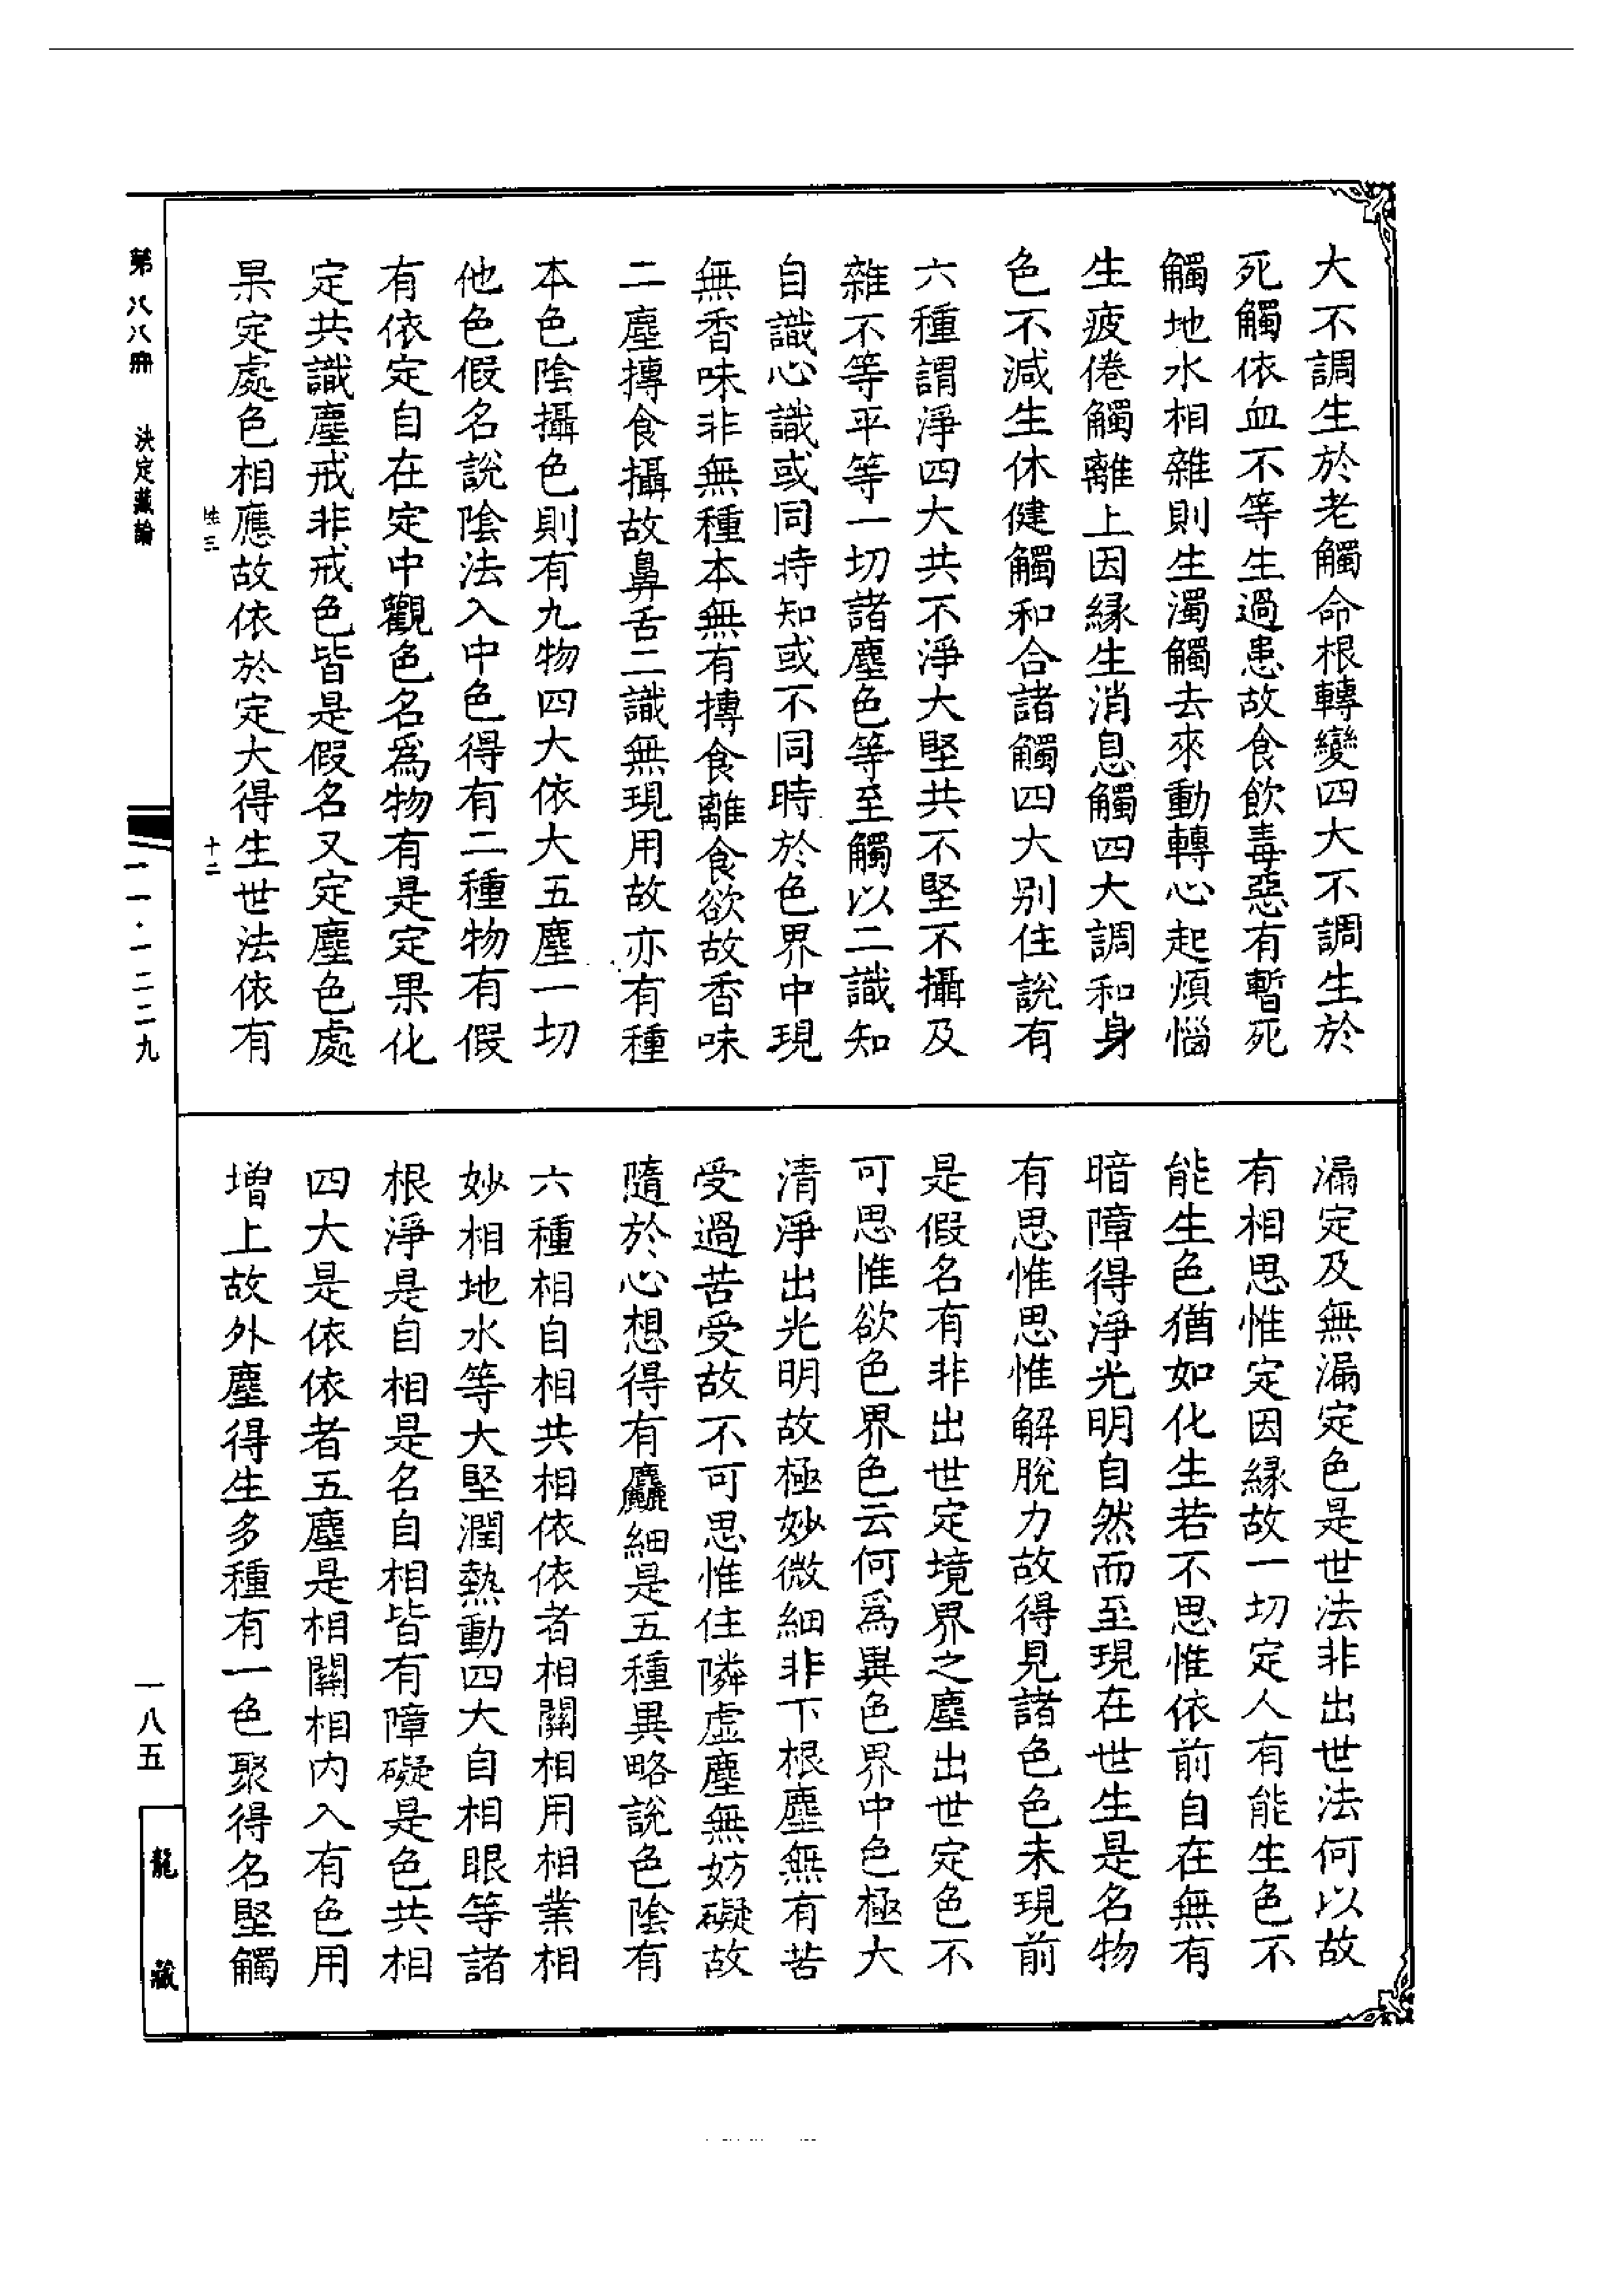 大不調生於老觸命根轉變四大不調生於
死觸依血不等生過患故食飲毒惡有暫死
觸地水相雜則生濁觸去來動轉心起煩惱
生疲倦觸離上因緣生消息觸四大調和身
色不減生休健觸和合諸觸四大別住說有
六種謂淨四大共不淨大堅共不堅不攝及
雜不等平等一切諸塵色等至觸以二識知
自識心識或同持知或不同時於色界中現
無香味非無種本無有摶食離食欲故香味
二塵摶食攝故鼻舌二識無現用故亦有種
本色陰攝色則有九物四大依大五塵一切
他色假名說陰法入中色得有二種物有假
有依定自在定中觀色名為物有是定果化
定共識塵戒非戒色皆是假名又定塵色處
果定處色相應故依於定大得生世法依有
漏定及無漏定色是世法非出世法何以故
有相思惟定因緣故一切定人有能生色不
能生色猶如化生若不思惟依前自在無有
暗障得淨光明自然而至現在世生是名物
有思惟思惟解脫力故得見諸色色未現前
是假名有非出世定境界之塵出世定色不
可思惟欲色界色云何為異色界中色極大
清淨出光明故極妙微細非下根塵無有苦
受過苦受故不可思惟住隣虛塵無妨礙故
隨於心想得有麤細是五種異略說色陰有
六種相自相共相依依者相關相用相業相
妙相地水等大堅潤熱動四大自相眼等諸
根淨是自相是名自相皆有障礙是色共相
四大是依依者五塵是相關相内入有色用
增上故外塵得生多種有一色聚得名堅觸
第八八冊 決定藏論
一一·一二二九
一八五
龍藏
十二